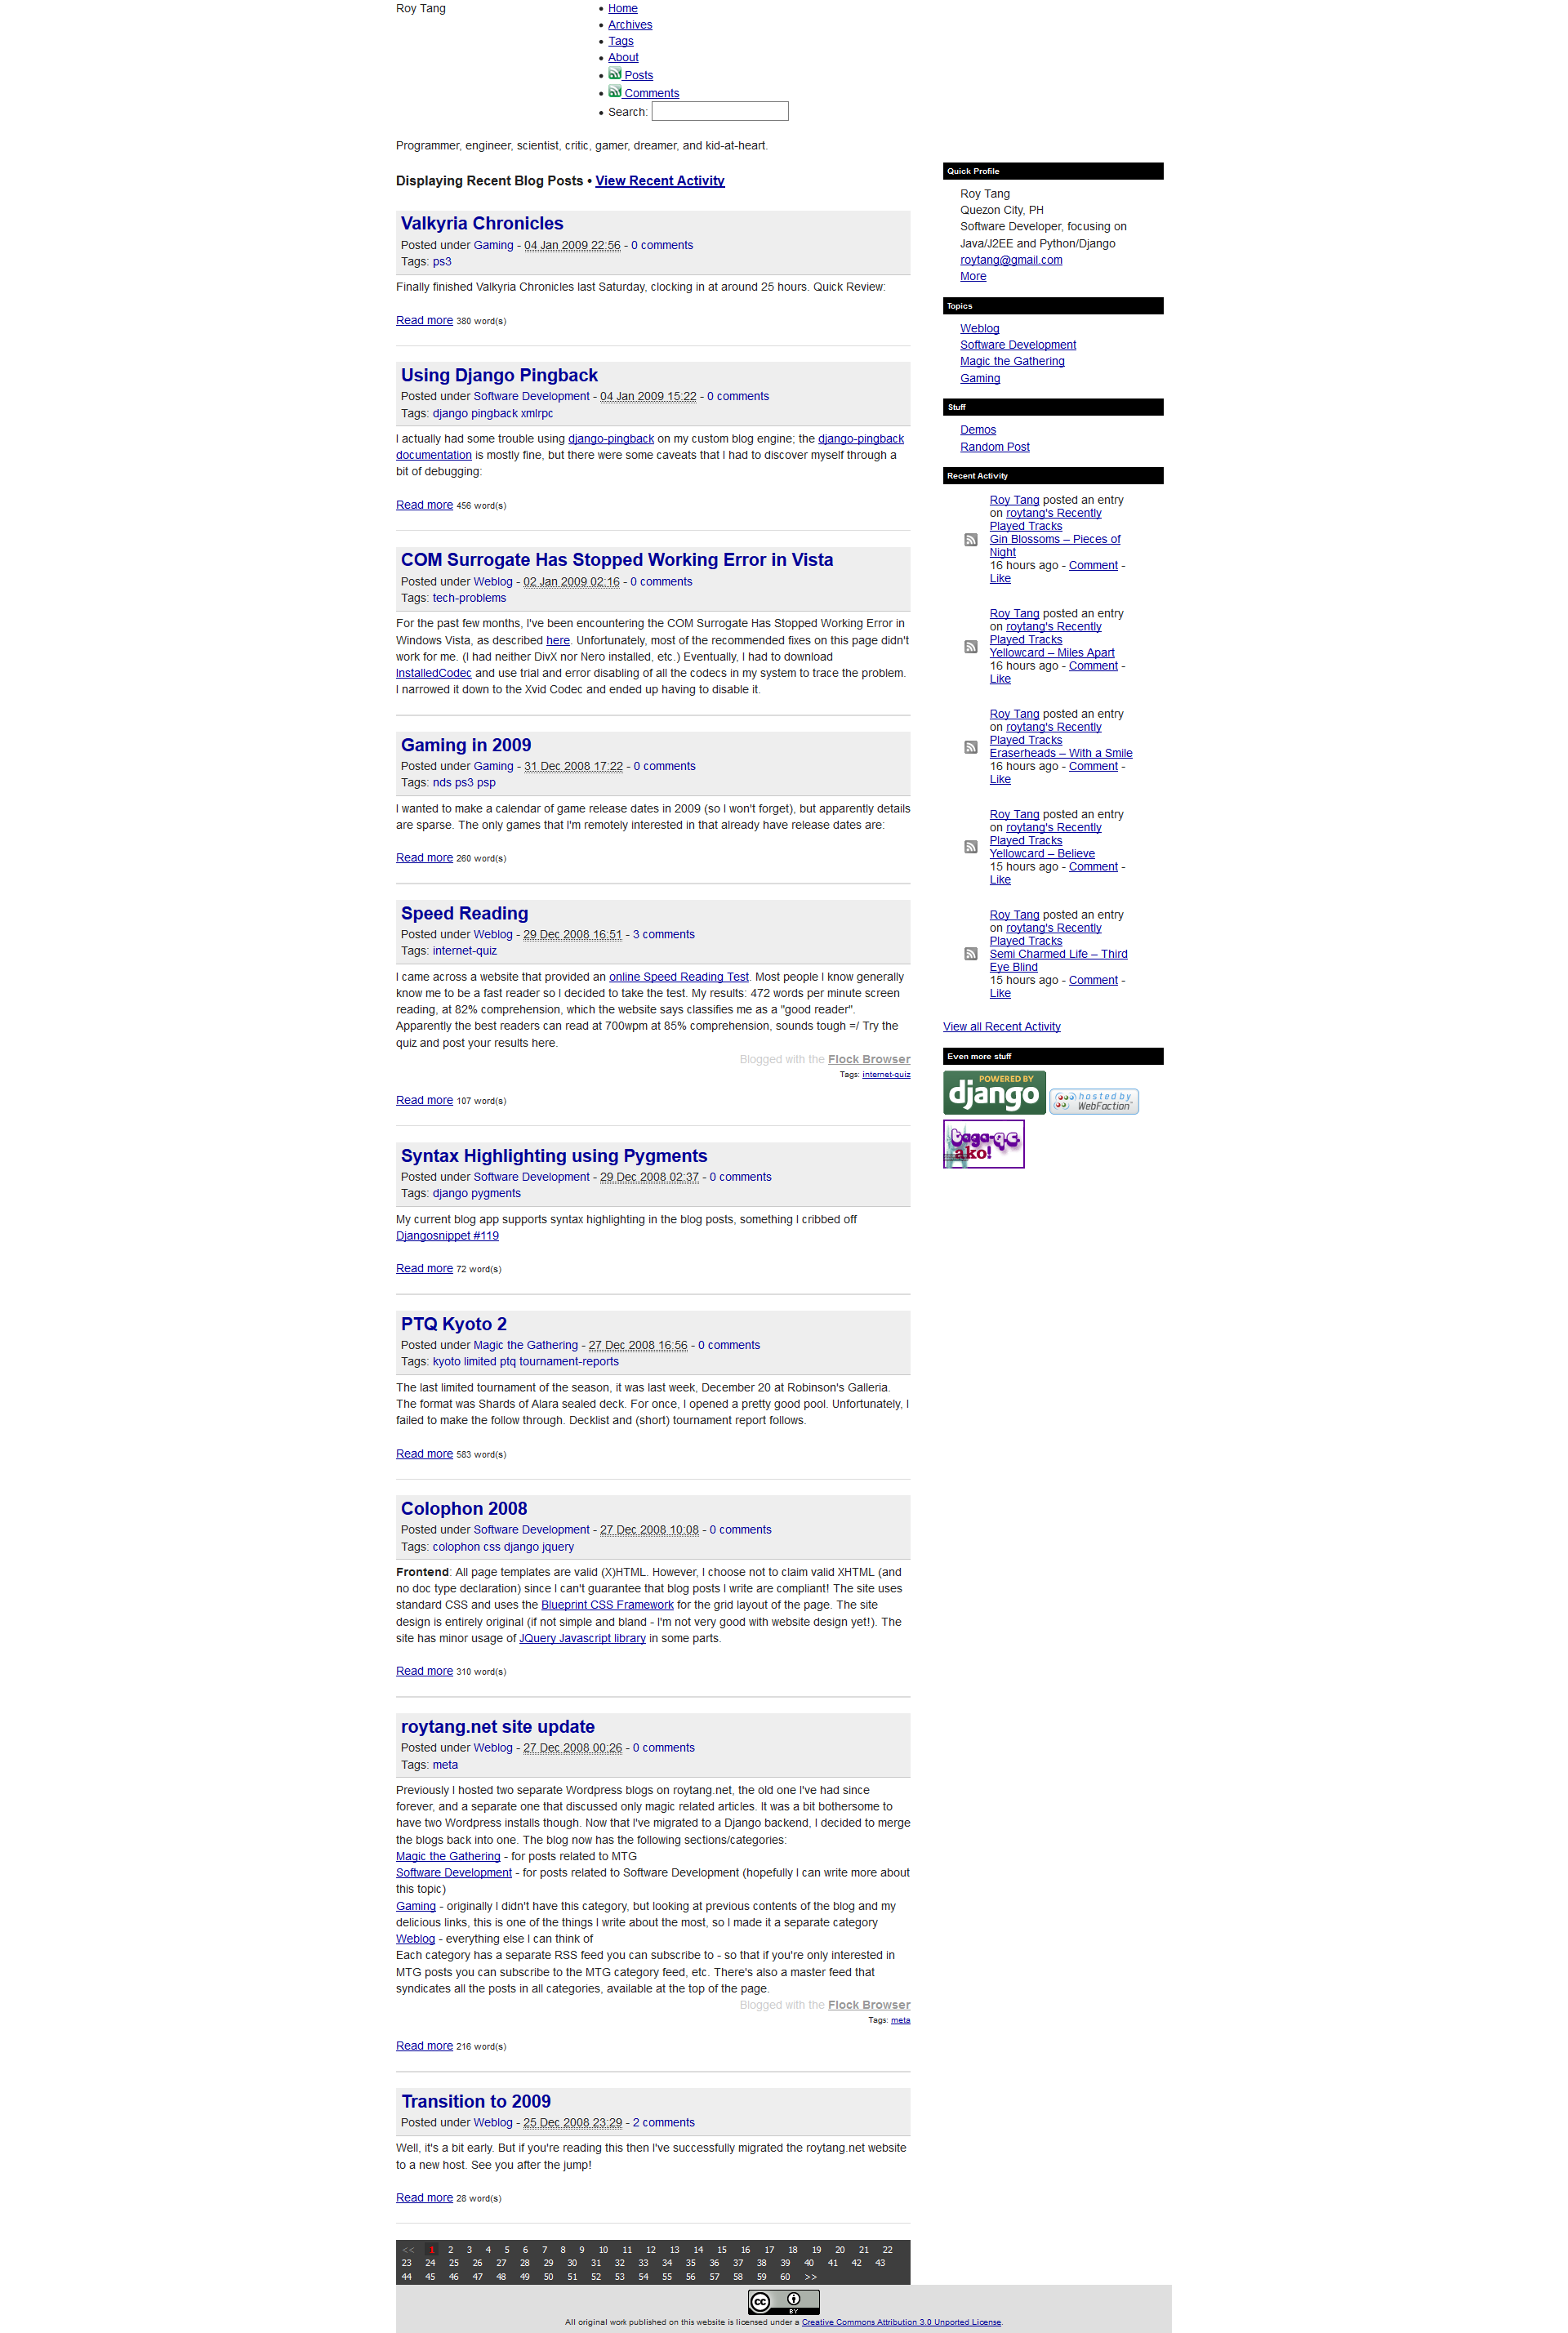 Roy Tang
Home
Archives
Tags
About
Posts
Comments
Search:
Programmer, engineer, scientist, critic, gamer, dreamer, and kid-at-heart.
Displaying Recent Blog Posts • View Recent Activity
Valkyria Chronicles
Posted under Gaming - 04 Jan 2009 22:56 - 0 comments
Tags: ps3
Finally finished Valkyria Chronicles last Saturday, clocking in at around 25 hours. Quick Review:
Read more 380 word(s)
Using Django Pingback
Posted under Software Development - 04 Jan 2009 15:22 - 0 comments
Tags: django pingback xmlrpc
I actually had some trouble using django-pingback on my custom blog engine; the django-pingback
documentation is mostly fine, but there were some caveats that I had to discover myself through a
bit of debugging:
Read more 456 word(s)
COM Surrogate Has Stopped Working Error in Vista
Posted under Weblog - 02 Jan 2009 02:16 - 0 comments
Tags: tech-problems
For the past few months, I've been encountering the COM Surrogate Has Stopped Working Error in
Windows Vista, as described here. Unfortunately, most of the recommended fixes on this page didn't
work for me. (I had neither DivX nor Nero installed, etc.) Eventually, I had to download
InstalledCodec and use trial and error disabling of all the codecs in my system to trace the problem.
I narrowed it down to the Xvid Codec and ended up having to disable it.
Gaming in 2009
Posted under Gaming - 31 Dec 2008 17:22 - 0 comments
Tags: nds ps3 psp
I wanted to make a calendar of game release dates in 2009 (so I won't forget), but apparently details
are sparse. The only games that I'm remotely interested in that already have release dates are:
Read more 260 word(s)
Speed Reading
Posted under Weblog - 29 Dec 2008 16:51 - 3 comments
Tags: internet-quiz
I came across a website that provided an online Speed Reading Test. Most people I know generally
know me to be a fast reader so I decided to take the test. My results: 472 words per minute screen
reading, at 82% comprehension, which the website says classifies me as a "good reader".
Apparently the best readers can read at 700wpm at 85% comprehension, sounds tough =/ Try the
quiz and post your results here.
Blogged with the Flock Browser
Tags: internet-quiz
Read more 107 word(s)
Syntax Highlighting using Pygments
Posted under Software Development - 29 Dec 2008 02:37 - 0 comments
Tags: django pygments
My current blog app supports syntax highlighting in the blog posts, something I cribbed off
Djangosnippet #119
Read more 72 word(s)
PTQ Kyoto 2
Posted under Magic the Gathering - 27 Dec 2008 16:56 - 0 comments
Tags: kyoto limited ptq tournament-reports
The last limited tournament of the season, it was last week, December 20 at Robinson's Galleria.
The format was Shards of Alara sealed deck. For once, I opened a pretty good pool. Unfortunately, I
failed to make the follow through. Decklist and (short) tournament report follows.
Read more 583 word(s)
Colophon 2008
Posted under Software Development - 27 Dec 2008 10:08 - 0 comments
Tags: colophon css django jquery
Frontend: All page templates are valid (X)HTML. However, I choose not to claim valid XHTML (and
no doc type declaration) since I can't guarantee that blog posts I write are compliant! The site uses
standard CSS and uses the Blueprint CSS Framework for the grid layout of the page. The site
design is entirely original (if not simple and bland - I'm not very good with website design yet!). The
site has minor usage of JQuery Javascript library in some parts.
Read more 310 word(s)
roytang.net site update
Posted under Weblog - 27 Dec 2008 00:26 - 0 comments
Tags: meta
Previously I hosted two separate Wordpress blogs on roytang.net, the old one I've had since
forever, and a separate one that discussed only magic related articles. It was a bit bothersome to
have two Wordpress installs though. Now that I've migrated to a Django backend, I decided to merge
the blogs back into one. The blog now has the following sections/categories:
Magic the Gathering - for posts related to MTG
Software Development - for posts related to Software Development (hopefully I can write more about
this topic)
Gaming - originally I didn't have this category, but looking at previous contents of the blog and my
delicious links, this is one of the things I write about the most, so I made it a separate category
Weblog - everything else I can think of
Each category has a separate RSS feed you can subscribe to - so that if you're only interested in
MTG posts you can subscribe to the MTG category feed, etc. There's also a master feed that
syndicates all the posts in all categories, available at the top of the page.
Blogged with the Flock Browser
Tags: meta
Read more 216 word(s)
Transition to 2009
Posted under Weblog - 25 Dec 2008 23:29 - 2 comments
Well, it's a bit early. But if you're reading this then I've successfully migrated the roytang.net website
to a new host. See you after the jump!
Read more 28 word(s)
<< 1 2 3 4 5 6 7 8 9 10 11 12 13 14 15 16 17 18 19 20 21 22
23 24 25 26 27 28 29 30 31 32 33 34 35 36 37 38 39 40 41 42 43
44 45 46 47 48 49 50 51 52 53 54 55 56 57 58 59 60 >>
Quick Profile
Roy Tang
Quezon City, PH
Software Developer, focusing on
Java/J2EE and Python/Django
roytang@gmail.com
More
Topics
Weblog
Software Development
Magic the Gathering
Gaming
Stuff
Demos
Random Post
Recent Activity
Roy Tang posted an entry
on roytang's Recently
Played Tracks
Gin Blossoms – Pieces of
Night
16 hours ago - Comment -
Like
Roy Tang posted an entry
on roytang's Recently
Played Tracks
Yellowcard – Miles Apart
16 hours ago - Comment -
Like
Roy Tang posted an entry
on roytang's Recently
Played Tracks
Eraserheads – With a Smile
16 hours ago - Comment -
Like
Roy Tang posted an entry
on roytang's Recently
Played Tracks
Yellowcard – Believe
15 hours ago - Comment -
Like
Roy Tang posted an entry
on roytang's Recently
Played Tracks
Semi Charmed Life – Third
Eye Blind
15 hours ago - Comment -
Like
View all Recent Activity
Even more stuff
POWERED BY
django
hosted by
WebFaction
taga-qc
ako!
cc
BY
All original work published on this website is licensed under a Creative Commons Attribution 3.0 Unported License.